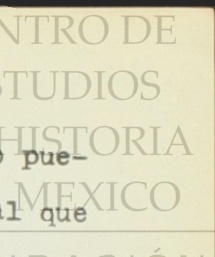 NTRO DE
STUDIOS
HISTORIA
pue-
MEXICO
al que